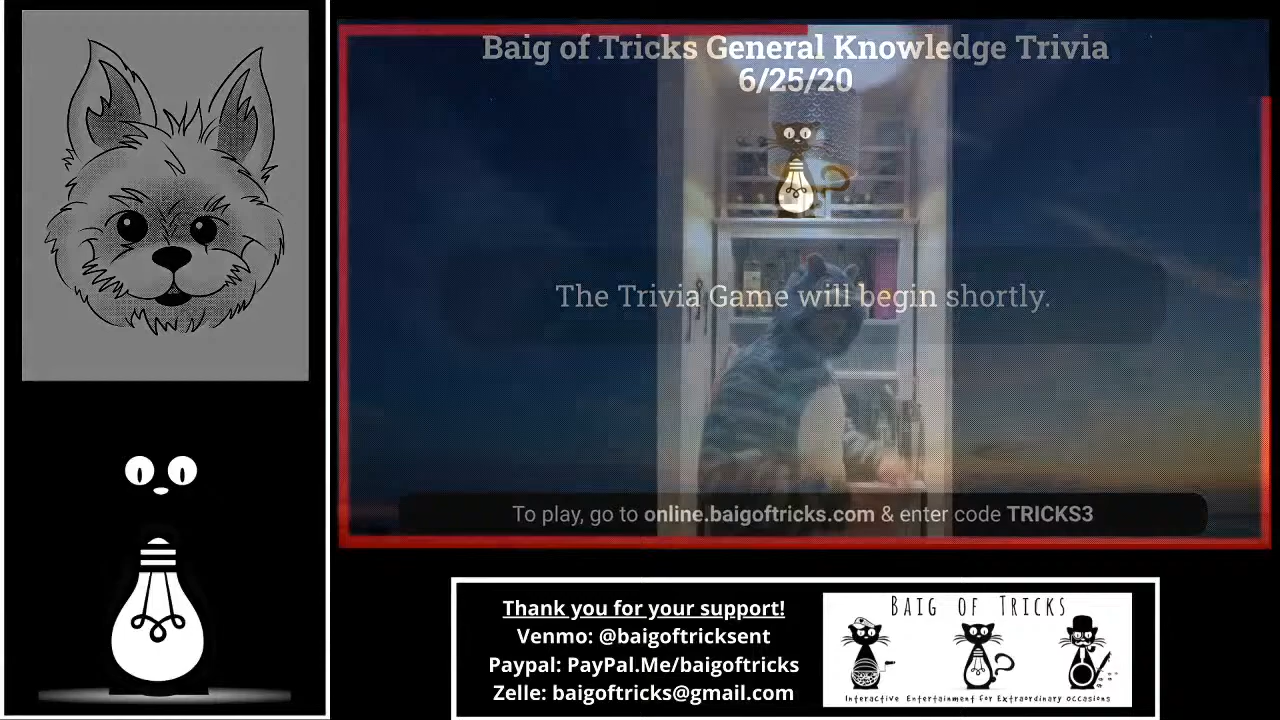 Baig of Tricks General Knowledge Trivia
6/25/20
The Trivia Game will begin shortly.
To play, go to online.baigoftricks.com & enter code TRICKS3
Thank you for your support!
Venmo: @baigoftricksent
Paypal: PayPal.Me/baigoftricks
Zelle: baigoftricks@gmail.com
BAIG OF TRICKS
Interactive Entertainment for Extraordinary occasions